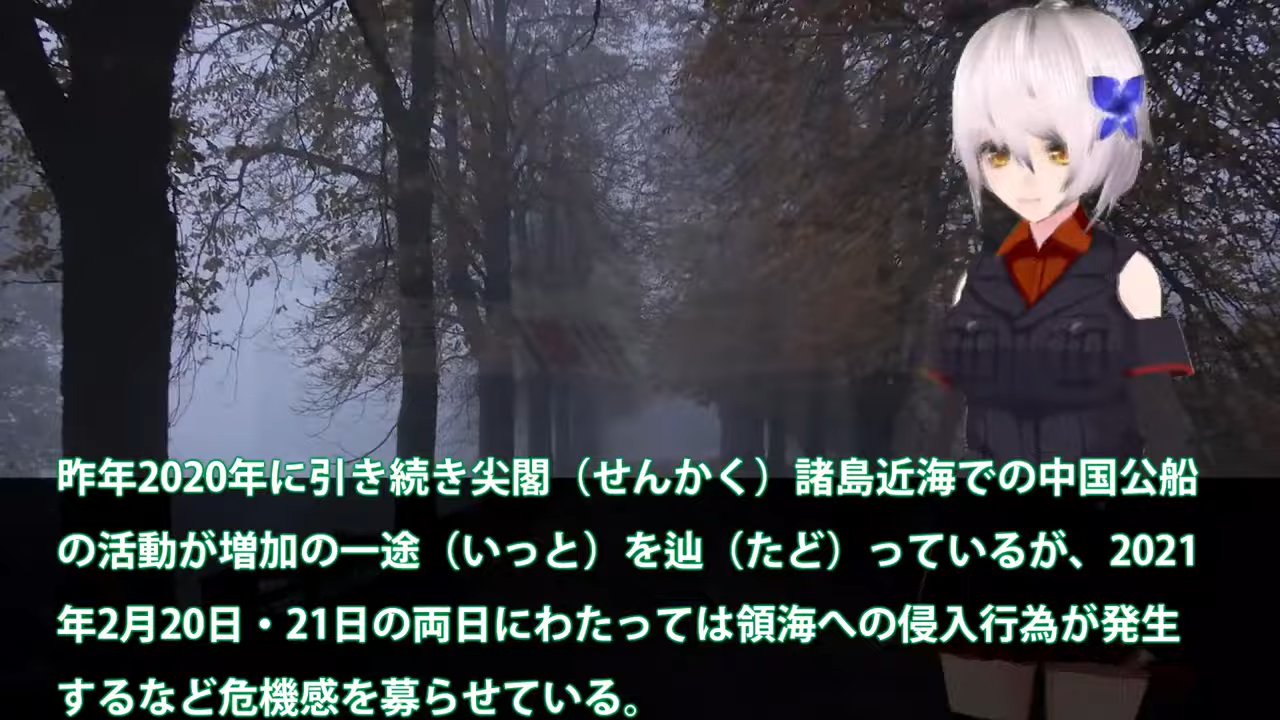 昨年2020年に引き続き尖閣（せんかく）諸島近海での中国公船
の活動が増加の一途（いっと）を辿（たど）っているが、2021
年2月20日・21日の両日にわたっては領海への侵入行為が発生
するなど危機感を募らせている。